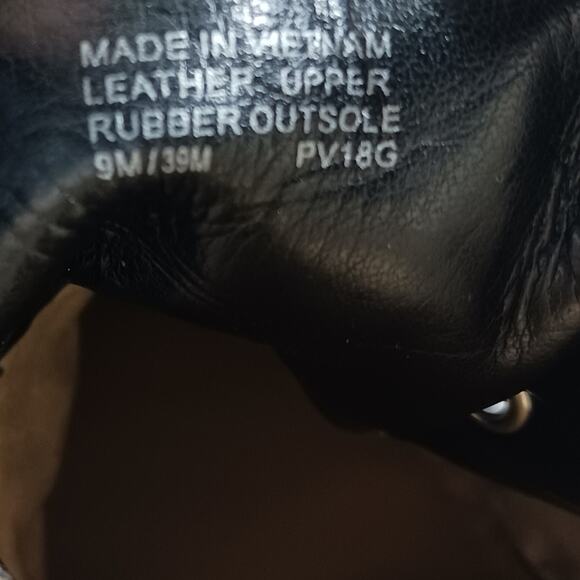 MADE IN VIETNAM
LEATHER UPPER
RUBBER OUTSOLE
9M/39M PV18G